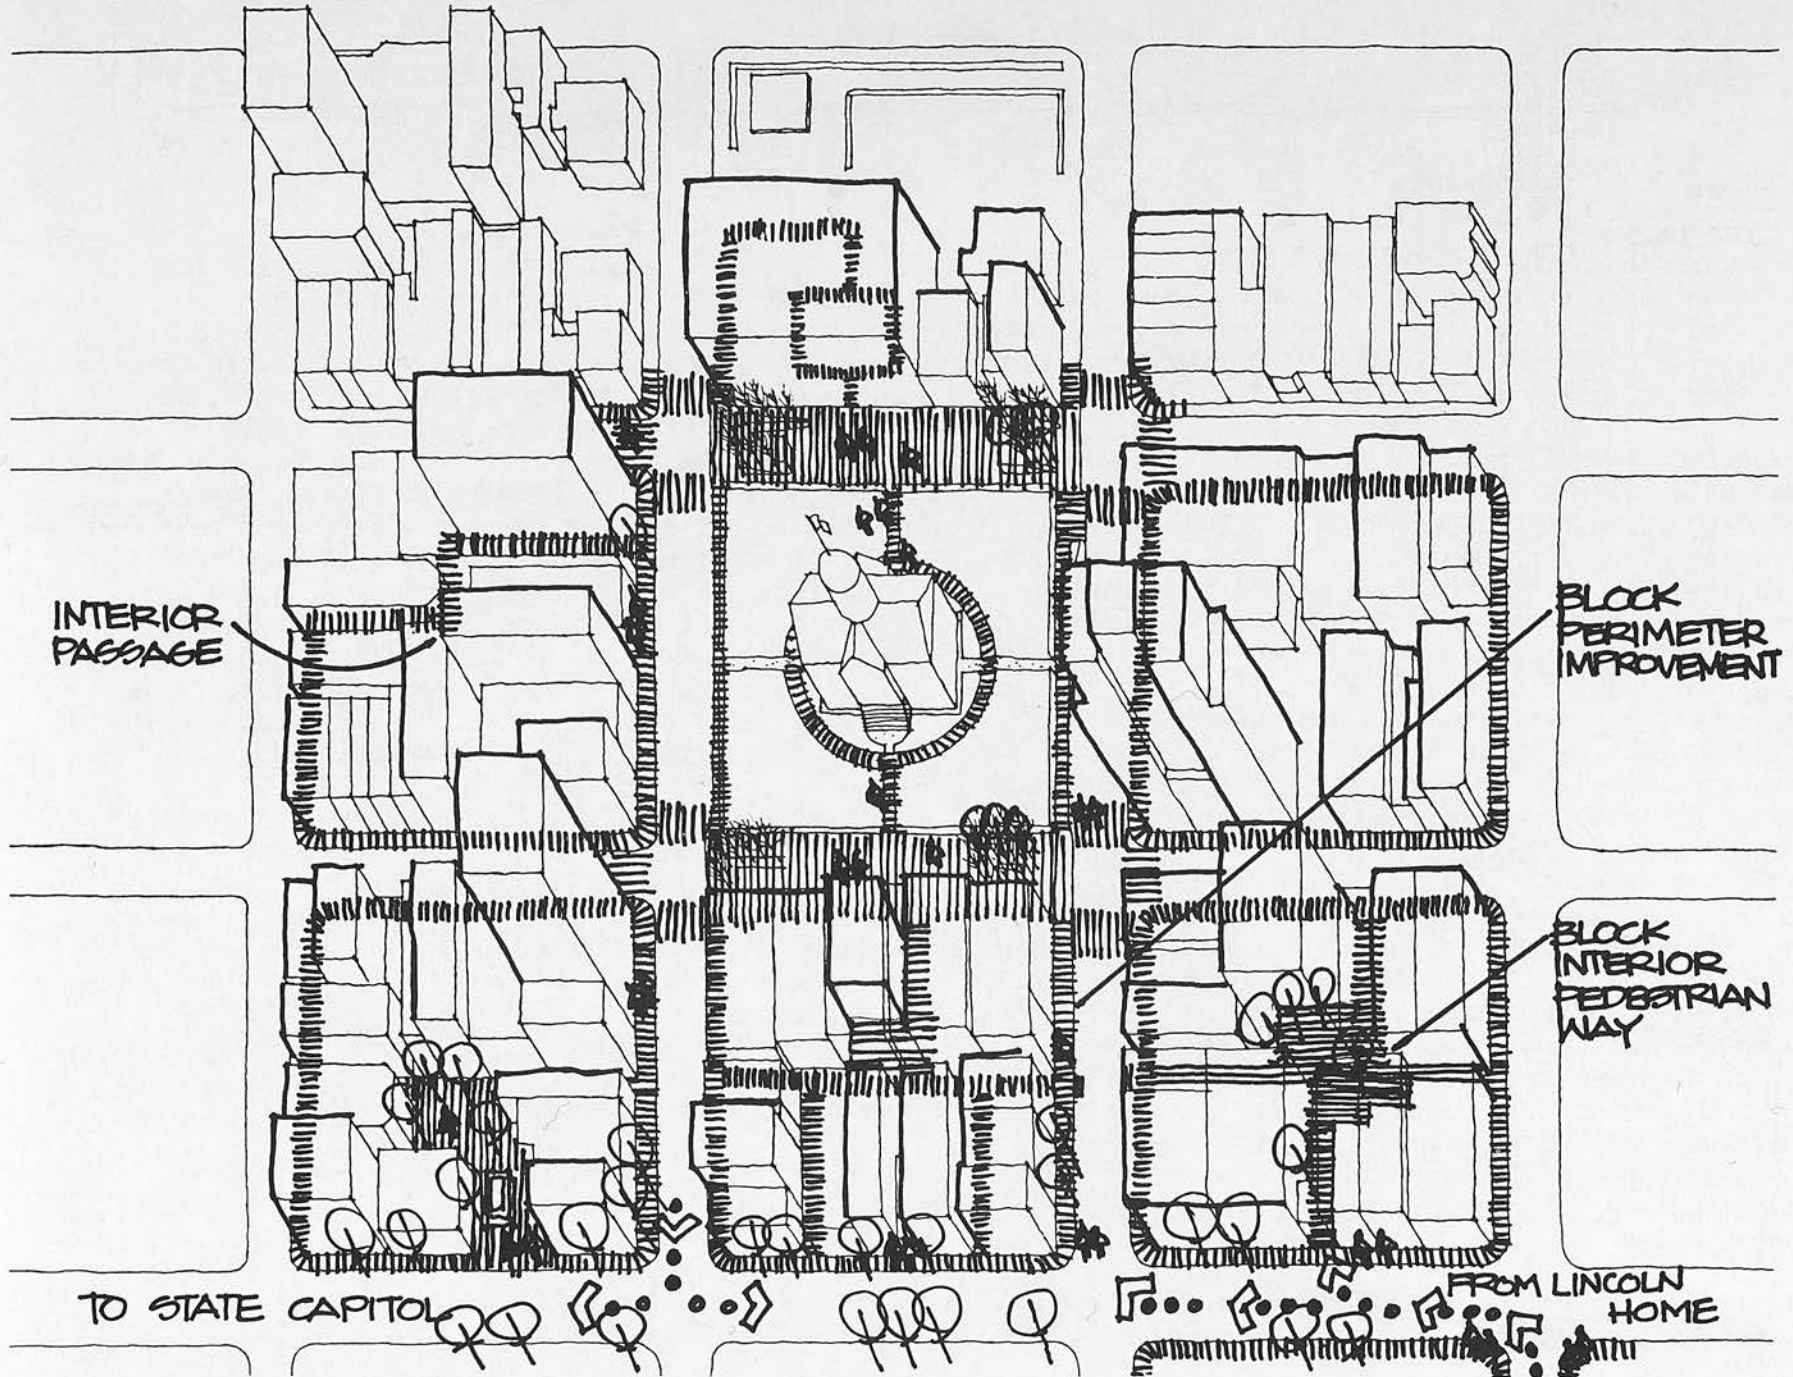 INTERIOR
PASSAGE
BLOCK
PERIMETER
IMPROVEMENT
BLOCK
INTERIOR
PEDESTRIAN
WAY
TO STATE CAPITOL
FROM LINCOLN
HOME